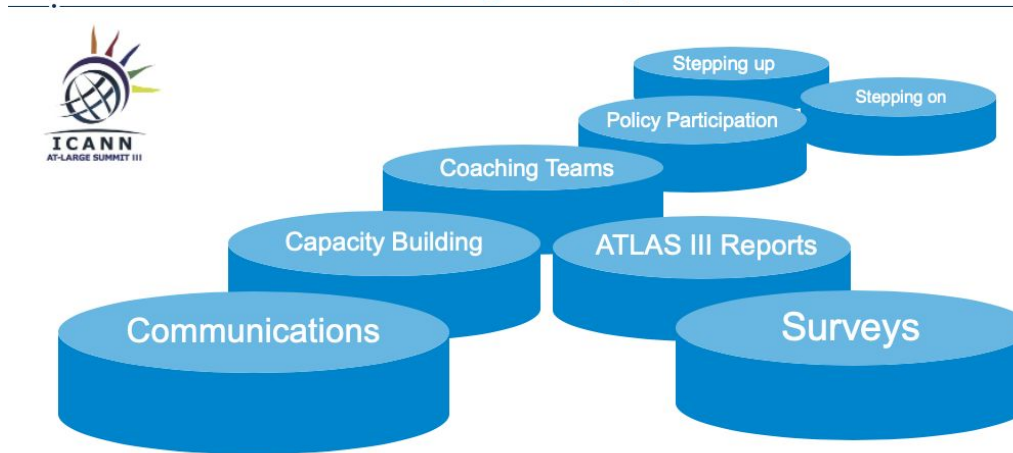 ICANN
AT-LARGE SUMMIT III
Stepping up
Stepping on
Policy Participation
Coaching Teams
Capacity Building
ATLAS III Reports
Communications
Surveys